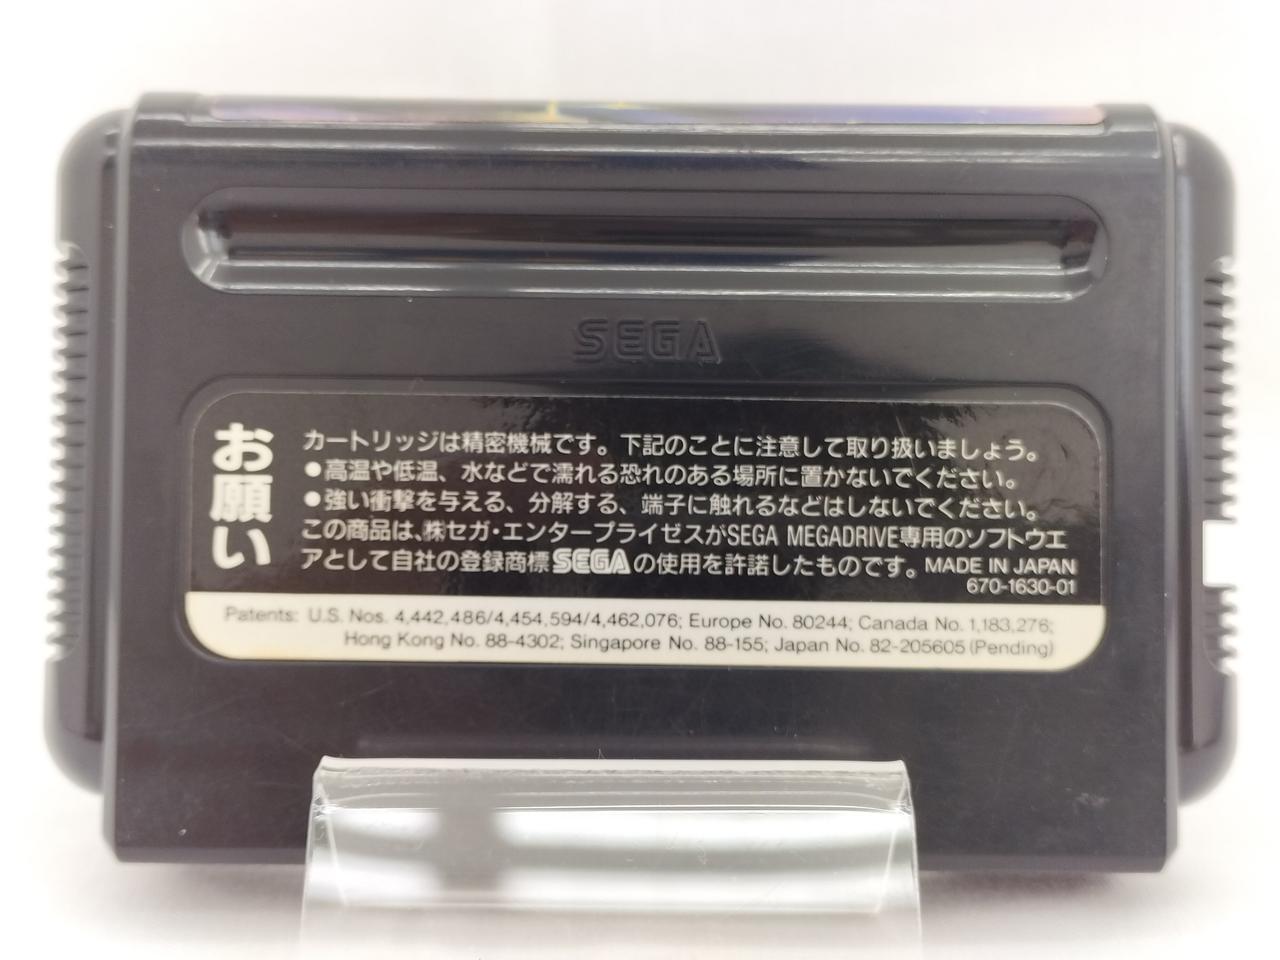 SEGA
お願い
カートリッジは精密機械です。下記のことに注意して取り扱いましょう。
●高温や低温、水などで濡れる恐れのある場所に置かないでください。
●強い衝撃を与える、分解する、端子に触れるなどはしないでください。
この商品は、㈱セガ・エンタープライゼスがSEGA MEGADRIVE専用のソフトウエ
アとして自社の登録商標SEGAの使用を許諾したものです。MADE IN JAPAN
670-1630-01
Patents: U.S. Nos. 4,442,486/4,454,594/4,462,076; Europe No. 80244; Canada No. 1,183,276;
Hong Kong No. 88-4302; Singapore No. 88-155; Japan No. 82-205605 (Pending)